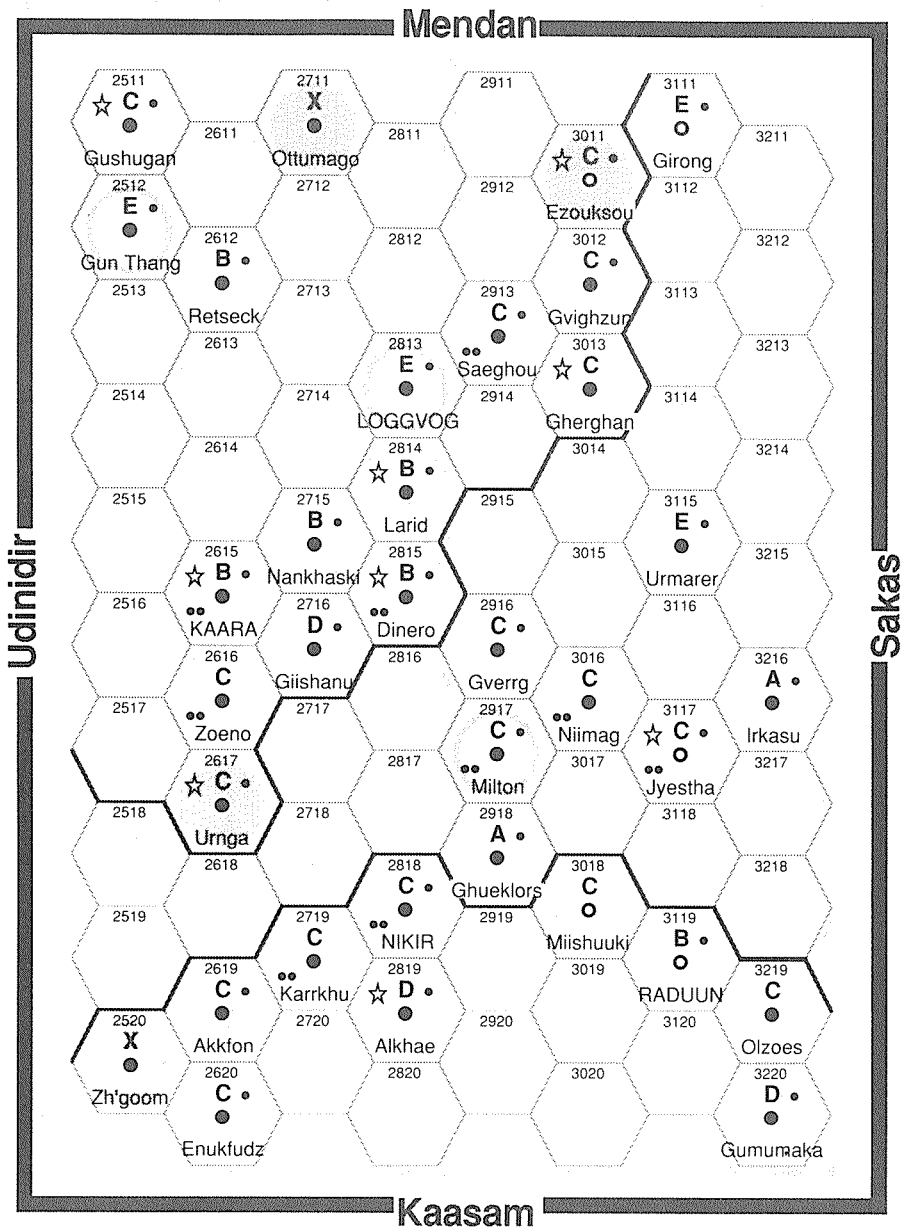 Mendan
Udinidir
Sakas
2511
C
Gushugan
2711
X
Ottumago
2911
3111
E
Girong
2611
2811
3011
C
Ezouksou
3211
2512
E
Gun Thang
2712
2912
3112
2612
B
Retseck
2812
3012
C
Gvighzun
3212
2513
2713
2913
C
Saeghou
3113
2613
2813
E
LOGGVOG
3013
C
Gherghan
3213
2514
2714
2914
3114
2614
2814
B
Larid
3014
3214
2515
2715
B
Nankhaski
2915
3115
E
Urmarer
2615
B
KAARA
2815
B
Dinero
3015
3215
2516
2716
D
Giishanu
2916
C
Gverrg
3116
2616
C
Zoeno
2816
3016
C
Niimag
3216
A
Irkasu
2517
2717
2917
C
Milton
3117
C
Jyestha
2617
C
Urnga
2817
3017
3217
2518
2718
2918
A
Ghueklors
3118
2618
2818
C
NIKIR
3018
C
Miishuuki
3218
2519
2719
C
Karrkhu
2919
3119
B
RADUUN
2619
C
Akkfon
2819
D
Alkhae
3019
3219
C
Olzoes
2520
X
Zh'goom
2720
2920
3120
2620
C
Enukfudz
2820
3020
3220
D
Gumumaka
Kaasam